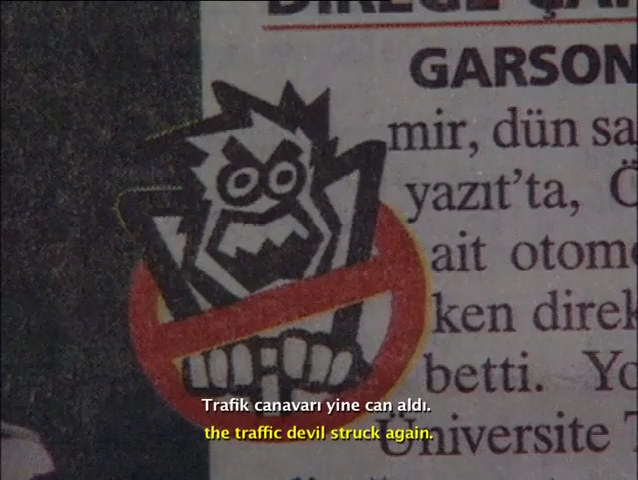 GARSON
mir, dün sa
yazıt'ta, Ö
ait otomo
ken direk
betti. Yo
Üniversite T
Trafik canavarı yine can aldı.
the traffic devil struck again.